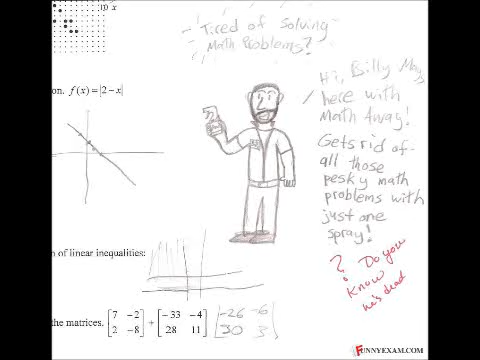 ID x
Tired of Solving
Math Problems?
on. f(x) = |2 − x|
Hi, Billy Mays
here with
Math Away!
Gets rid of
all those
pesky math
problems with
just one
spray!
n of linear inequalities:
? Do you
know
he's dead
the matrices. [7 −2 2 −8] + [−33 −4 28 11] [−26 −6 30 3]
FUNNYEXAM.COM